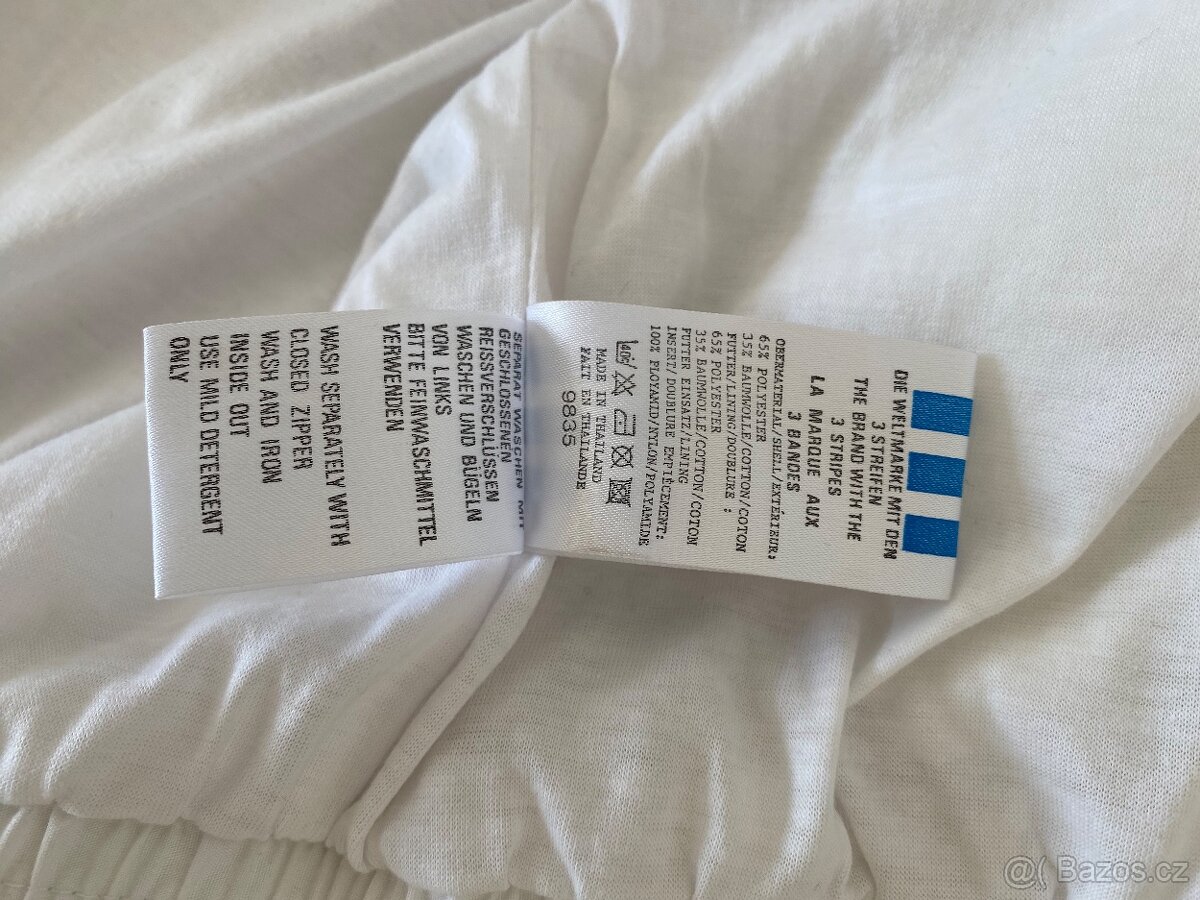 DIE WELTMARKE MIT DEN
3 STREIFEN
THE BRAND WITH THE
3 STRIPES
LA MARQUE AUX
3 BANDES
OBERMATERIAL/SHELL/EXTÉRIEUR:
65% POLYESTER
35% BAUMWOLLE/COTTON/COTON
FUTTER/LINING/DOUBLURE :
65% POLYESTER
35% BAUMWOLLE/COTTON/COTON
FUTTER EINSATZ/LINING
INSERT/DOUBLURE EMPIÈCEMENT:
100% PLOYAMID/NYLON/POLYAMIDE
40°
MADE IN THAILAND
FAIT EN THAILANDE
9835
SEPARAT WASCHEN MIT
GESCHLOSSENEN
REISSVERSCHLÜSSEN
WASCHEN UND BÜGELN
VON LINKS
BITTE FEINWASCHMITTEL
VERWENDEN
WASH SEPARATELY WITH
CLOSED ZIPPER
WASH AND IRON
INSIDE OUT
USE MILD DETERGENT
ONLY
@( Bazos.cz